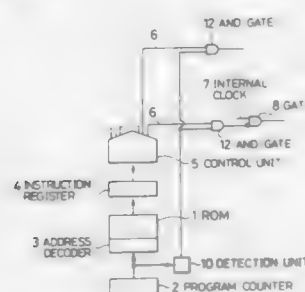 12 AND GATE
6
7 INTERNAL
CLOCK
6
8 GAT
12 AND GATE
5 CONTROL UNIT
4 INSTRUCTION
REGISTER
1 ROM
3 ADDRESS
DECODER
10 DETECTION UNIT
2 PROGRAM COUNTER